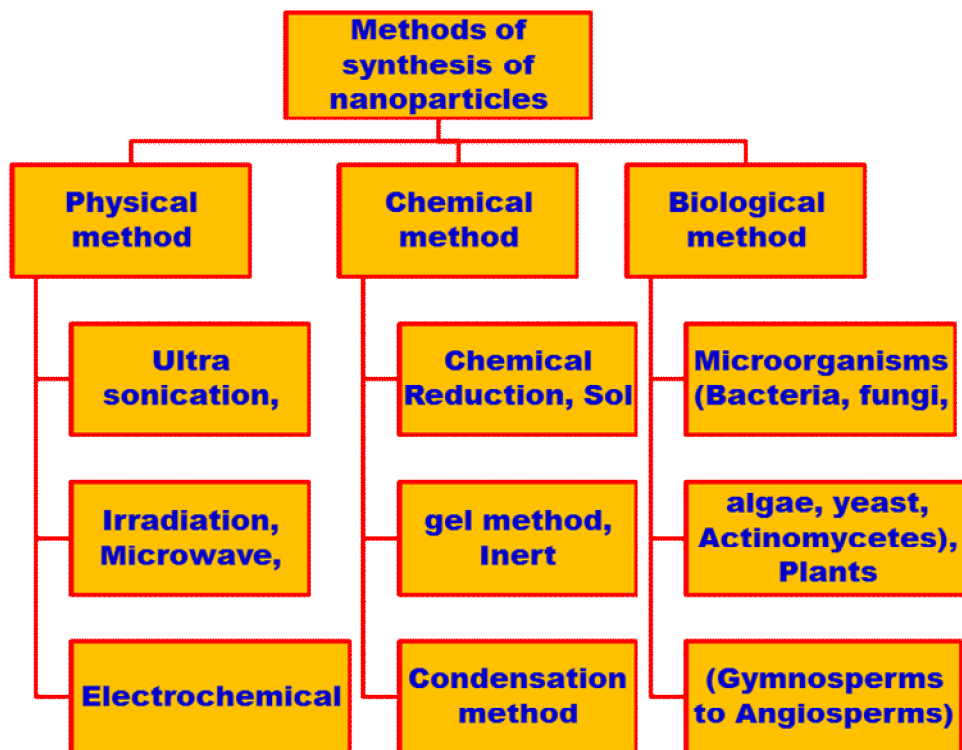 Methods of
synthesis of
nanoparticles
Physical
method
Chemical
method
Biological
method
Ultra
sonication,
Chemical
Reduction, Sol
Microorganisms
(Bacteria, fungi,
Irradiation,
Microwave,
gel method,
Inert
algae, yeast,
Actinomycetes),
Plants
Electrochemical
Condensation
method
(Gymnosperms
to Angiosperms)